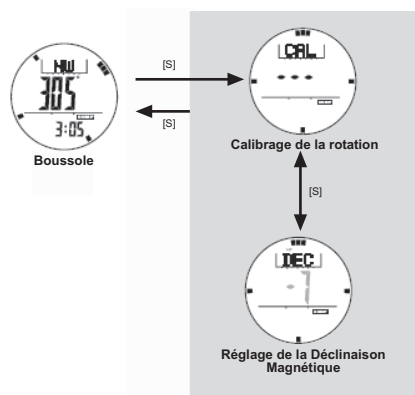 NW
305
3:05
Boussole
[S]
[S]
CAL
---
Calibrage de la rotation
[S]
DEC
-7
Réglage de la Déclinaison
Magnétique